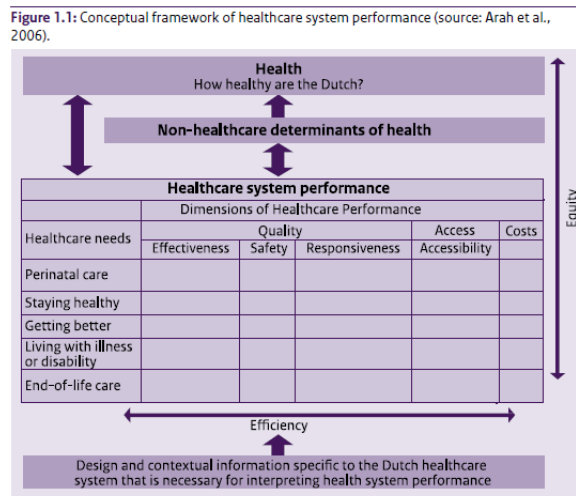 Figure 1.1: Conceptual framework of healthcare system performance (source: Arah et al.,
2006).
Health
How healthy are the Dutch?
Non-healthcare determinants of health
Healthcare system performance
Dimensions of Healthcare Performance
Healthcare needs
Quality
Access
Costs
Effectiveness
Safety
Responsiveness
Accessibility
Perinatal care
Staying healthy
Getting better
Living with illness
or disability
End-of-life care
Equity
Efficiency
Design and contextual information specific to the Dutch healthcare
system that is necessary for interpreting health system performance